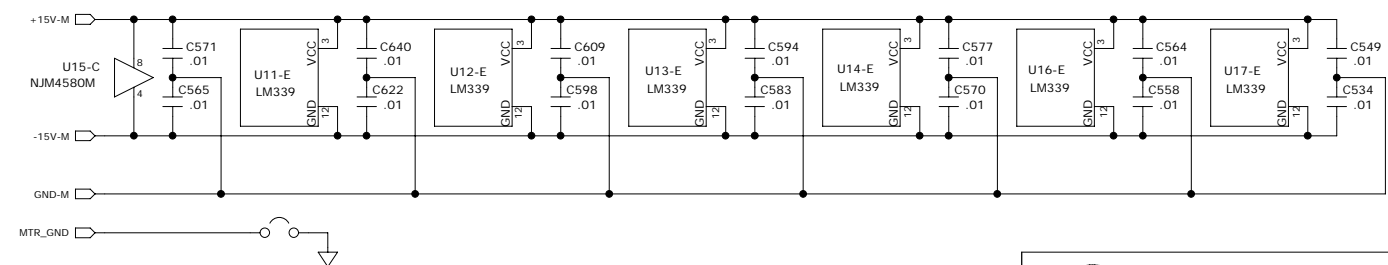 +15V-M
U15-C
NJM4580M
8
4
C571
.01
C565
.01
U11-E
LM339
VCC
3
GND
12
C640
.01
C622
.01
U12-E
LM339
VCC
3
GND
12
C609
.01
C598
.01
U13-E
LM339
VCC
3
GND
12
C594
.01
C583
.01
U14-E
LM339
VCC
3
GND
12
C577
.01
C570
.01
U16-E
LM339
VCC
3
GND
12
C564
.01
C558
.01
U17-E
LM339
VCC
3
GND
12
C549
.01
C534
.01
-15V-M
GND-M
MTR_GND